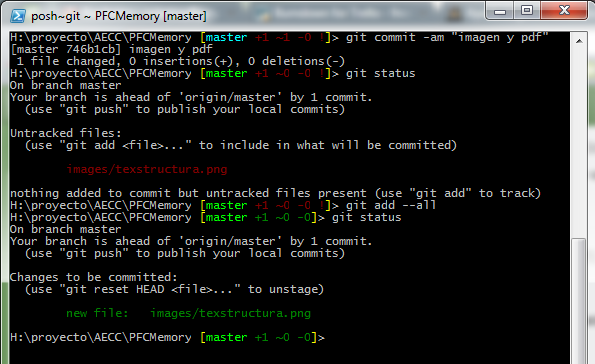 posh~git ~ PFCMemory [master]
H:\proyecto\AECC\PFCMemory [master +1 ~1 -0 !]> git commit -am "imagen y pdf"
[master 746b1cb] imagen y pdf
 1 file changed, 0 insertions(+), 0 deletions(-)
H:\proyecto\AECC\PFCMemory [master +1 ~0 -0 !]> git status
On branch master
Your branch is ahead of 'origin/master' by 1 commit.
  (use "git push" to publish your local commits)
Untracked files:
  (use "git add <file>..." to include in what will be committed)
        images/texstructura.png
nothing added to commit but untracked files present (use "git add" to track)
H:\proyecto\AECC\PFCMemory [master +1 ~0 -0 !]> git add --all
H:\proyecto\AECC\PFCMemory [master +1 ~0 -0]> git status
On branch master
Your branch is ahead of 'origin/master' by 1 commit.
  (use "git push" to publish your local commits)
Changes to be committed:
  (use "git reset HEAD <file>..." to unstage)
        new file:   images/texstructura.png
H:\proyecto\AECC\PFCMemory [master +1 ~0 -0]>